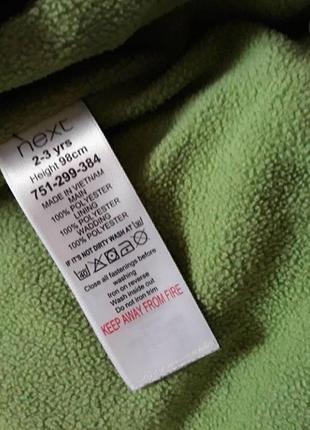 next
2-3 yrs
Height 98cm
751-299-384
MADE IN VIETNAM
MAIN
100% POLYESTER
LINING
100% POLYESTER
WADDING
100% POLYESTER
IF IT'S NOT DIRTY WASH AT 30
Close all fastenings before
washing
Iron on reverse
Wash inside out
Do not iron trim
KEEP AWAY FROM FIRE